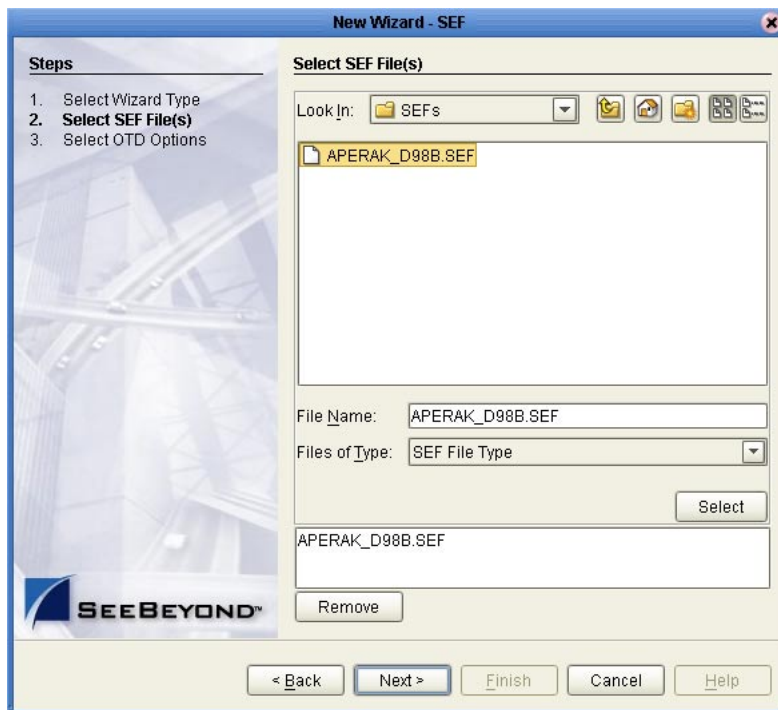 New Wizard - SEF
Steps
1. Select Wizard Type
2. Select SEF File(s)
3. Select OTD Options
Select SEF File(s)
Look In: SEFs
APERAK_D98B.SEF
File Name: APERAK_D98B.SEF
Files of Type: SEF File Type
Select
APERAK_D98B.SEF
Remove
SEEBEYOND™
< Back Next > Finish Cancel Help